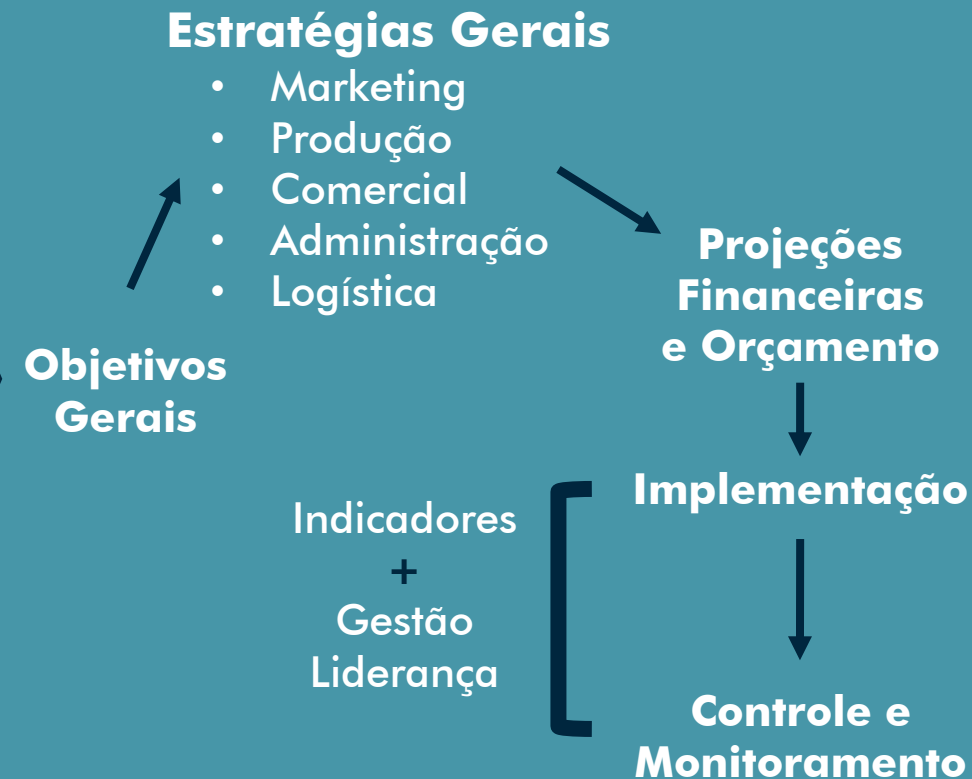 Estratégias Gerais
• Marketing
• Produção
• Comercial
• Administração
• Logística
Projeções
Financeiras
e Orçamento
Objetivos
Gerais
Implementação
Indicadores
+
Gestão
Liderança
Controle e
Monitoramento